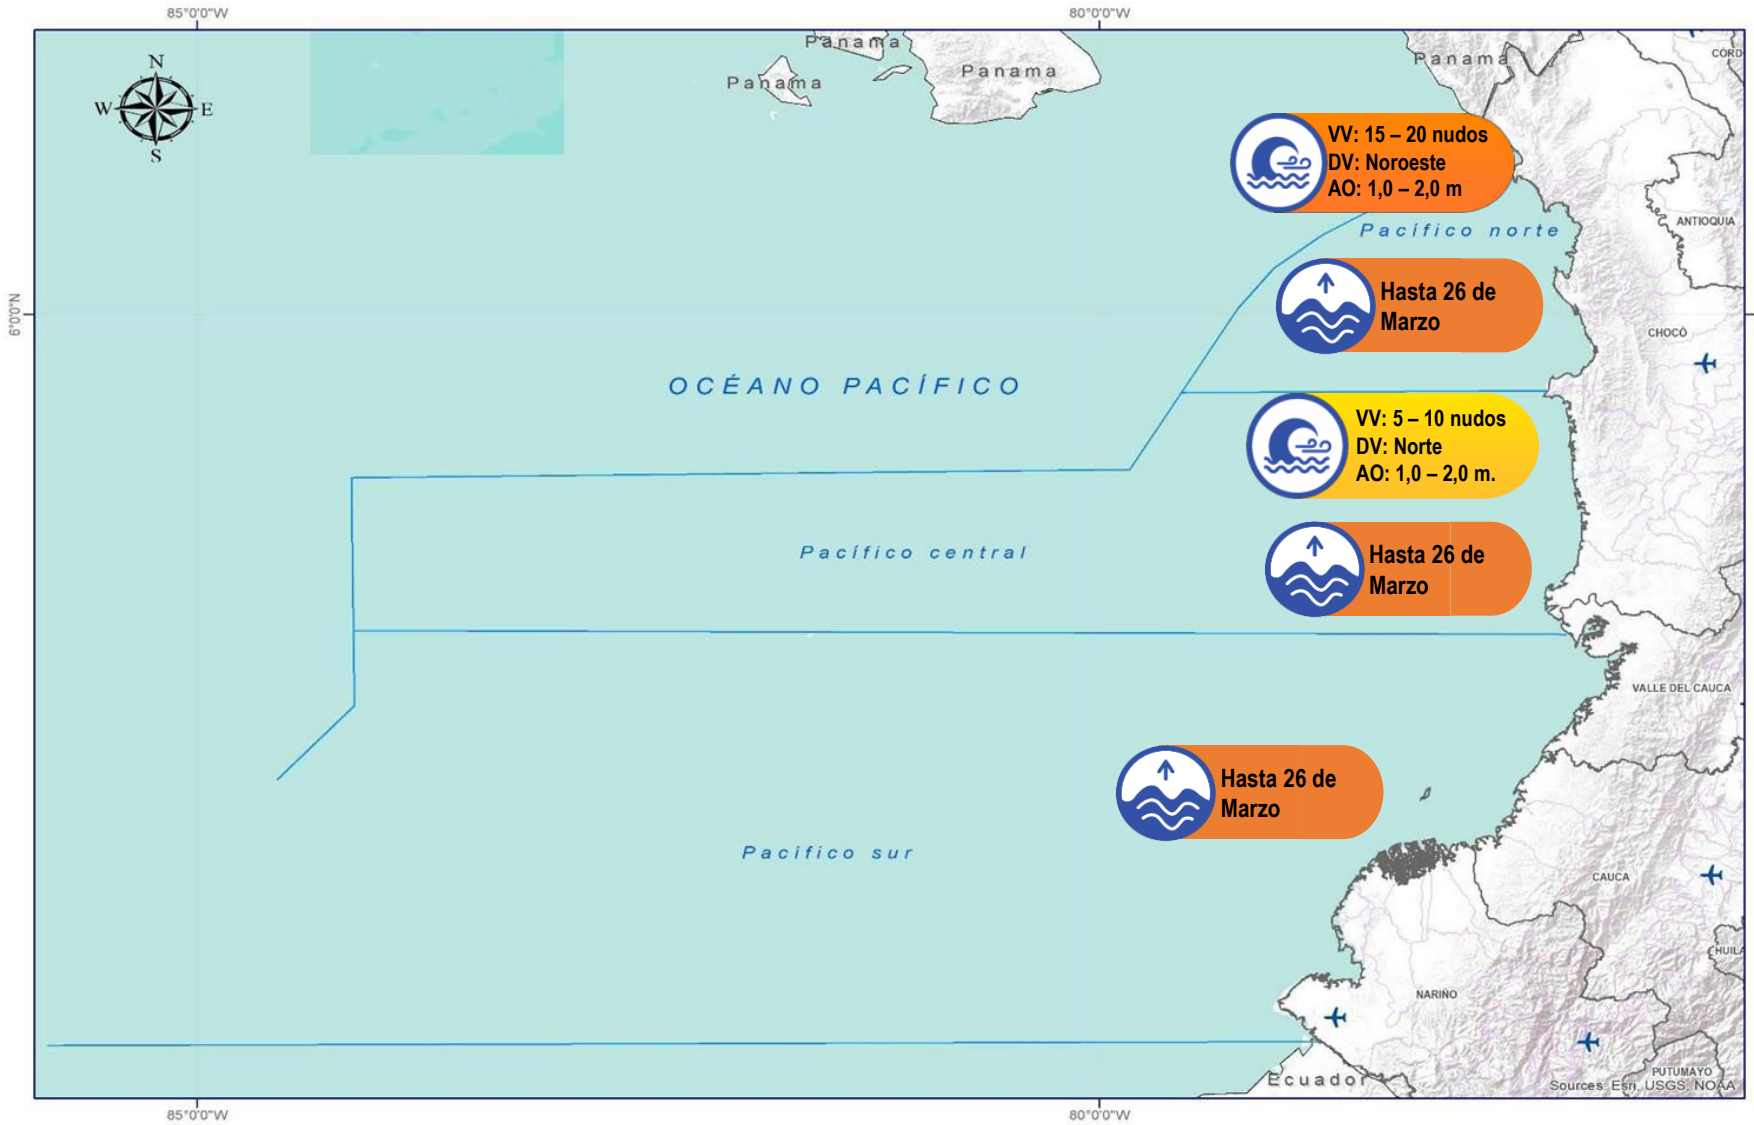 85°0'0"W
80°0'0"W
N
W
E
S
Panama
Panama
Panama
Panama
VV: 15 – 20 nudos
DV: Noroeste
AO: 1,0 – 2,0 m
ANTIOQUIA
Pacífico norte
6°0'0"N
Hasta 26 de
Marzo
CHOCÓ
OCÉANO PACÍFICO
VV: 5 – 10 nudos
DV: Norte
AO: 1,0 – 2,0 m.
Pacífico central
Hasta 26 de
Marzo
VALLE DEL CAUCA
Hasta 26 de
Marzo
Pacífico sur
CAUCA
HUILA
NARIÑO
PUTUMAYO
Ecuador
Sources: Esri, USGS, NOAA
85°0'0"W
80°0'0"W